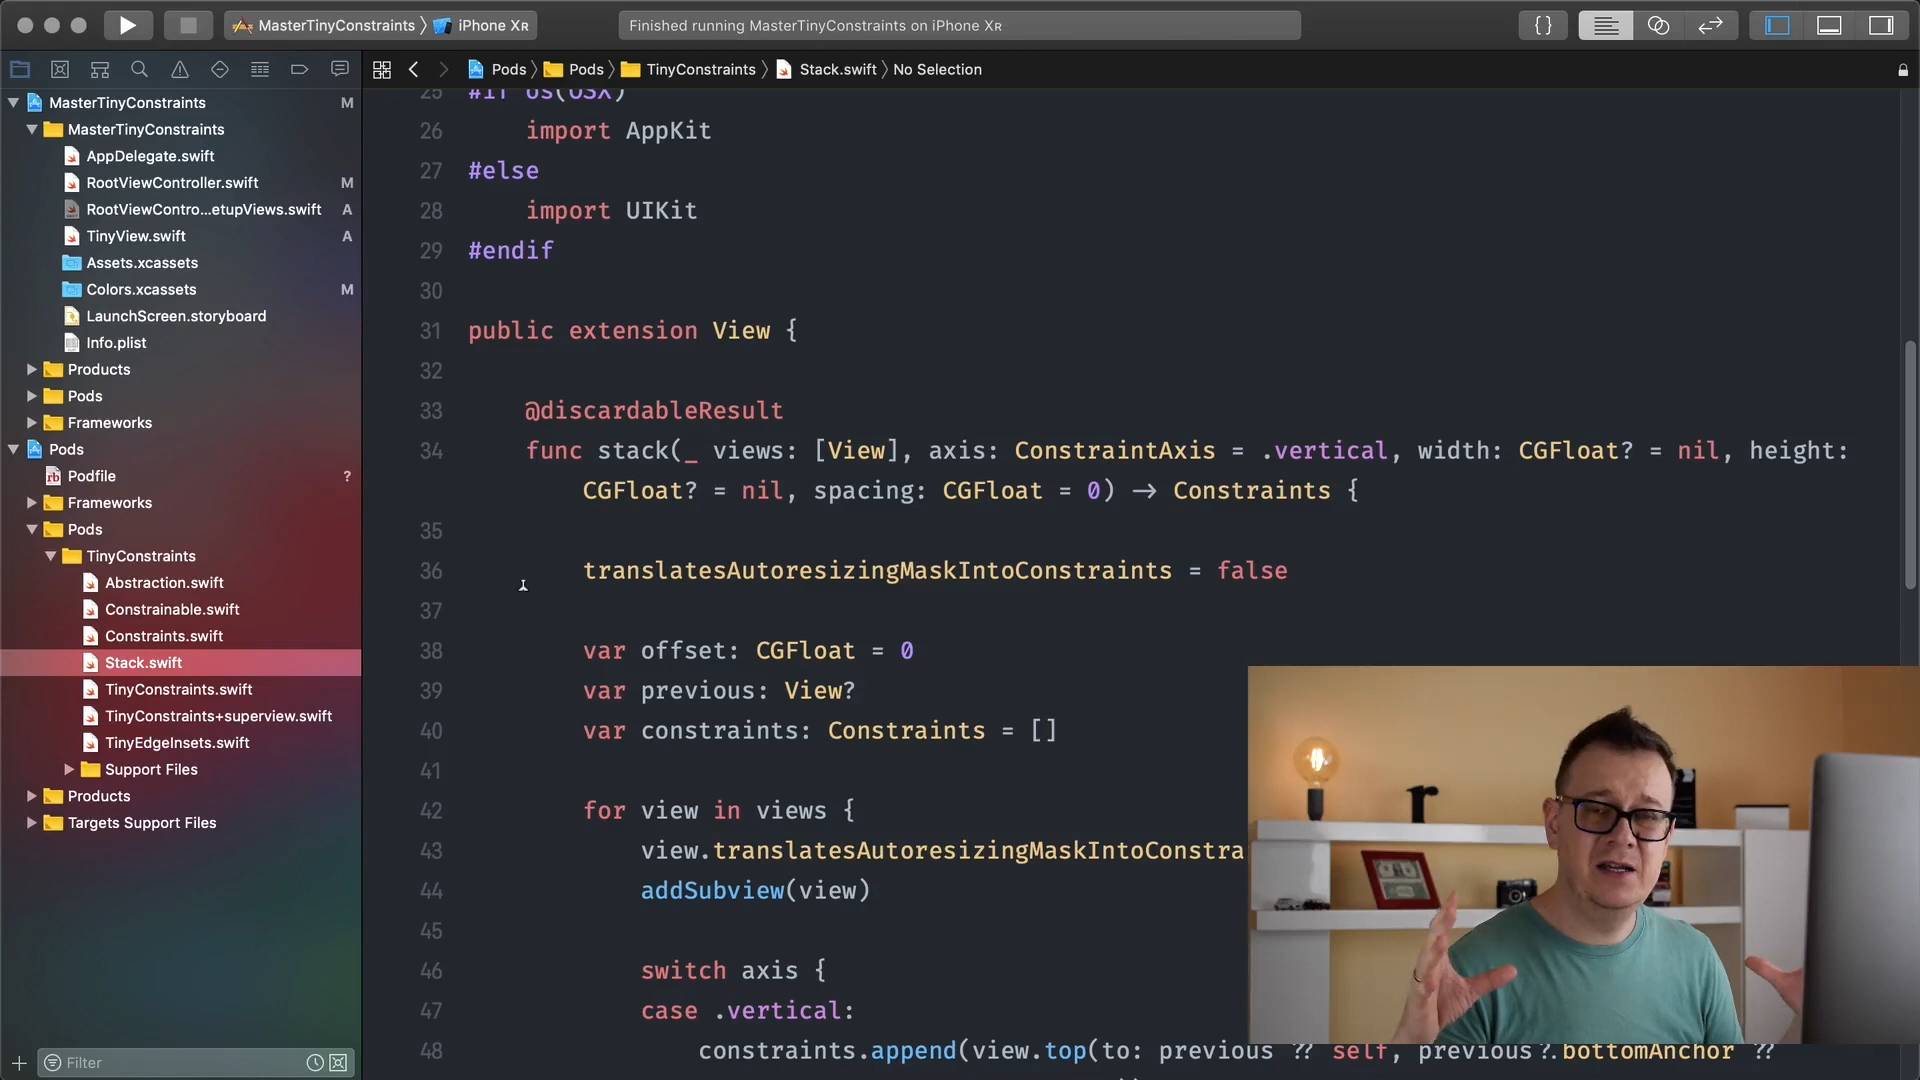 MasterTinyConstraints 〉 iPhone XR
Finished running MasterTinyConstraints on iPhone XR
{ }
Pods 〉 Pods 〉 TinyConstraints 〉 Stack.swift 〉 No Selection
MasterTinyConstraints M
MasterTinyConstraints
AppDelegate.swift
RootViewController.swift M
RootViewContro...etupViews.swift A
TinyView.swift A
Assets.xcassets
Colors.xcassets M
LaunchScreen.storyboard
Info.plist
Products
Pods
Frameworks
Pods
rb Podfile ?
Frameworks
Pods
TinyConstraints
Abstraction.swift
Constrainable.swift
Constraints.swift
Stack.swift
TinyConstraints.swift
TinyConstraints+superview.swift
TinyEdgeInsets.swift
Support Files
Products
Targets Support Files
Filter
25 #if os(OSX)
26 import AppKit
27 #else
28 import UIKit
29 #endif
30
31 public extension View {
32
33 @discardableResult
34 func stack(_ views: [View], axis: ConstraintAxis = .vertical, width: CGFloat? = nil, height:
CGFloat? = nil, spacing: CGFloat = 0) -> Constraints {
35
36 translatesAutoresizingMaskIntoConstraints = false
37
38 var offset: CGFloat = 0
39 var previous: View?
40 var constraints: Constraints = []
41
42 for view in views {
43 view.translatesAutoresizingMaskIntoConstra
44 addSubview(view)
45
46 switch axis {
47 case .vertical:
48 constraints.append(view.top(to: previous ?? self, previous?.bottomAnchor ??